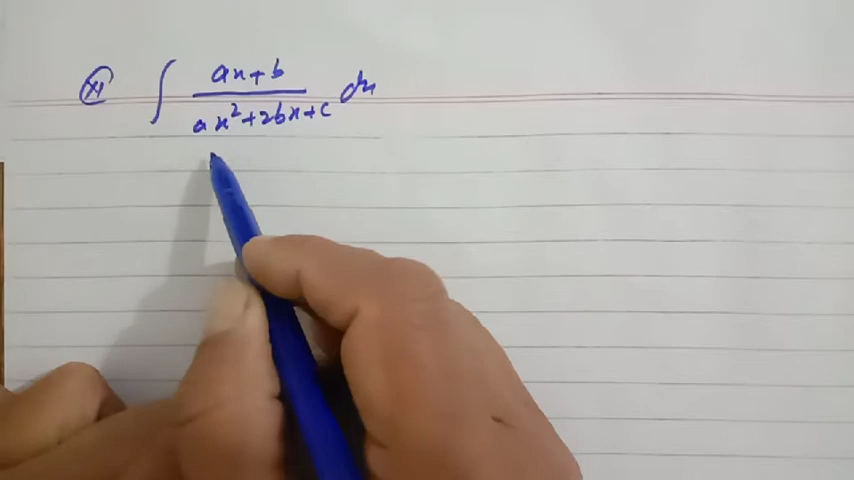 (xi) ∫ (ax+b)/(ax²+2bx+c) dx